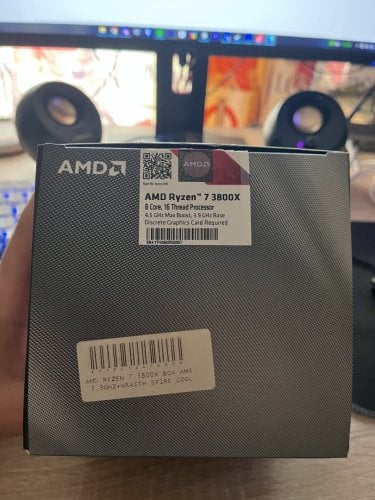 AMD
AMD Ryzen™ 7 3800X
8 Core, 16 Thread Processor
4.5 GHz Max Boost, 3.9 GHz Base
Discrete Graphics Card Required
AMD RYZEN 7 3800X BOX AM4
3.9GHZ+WRAITH SPIRE COOL